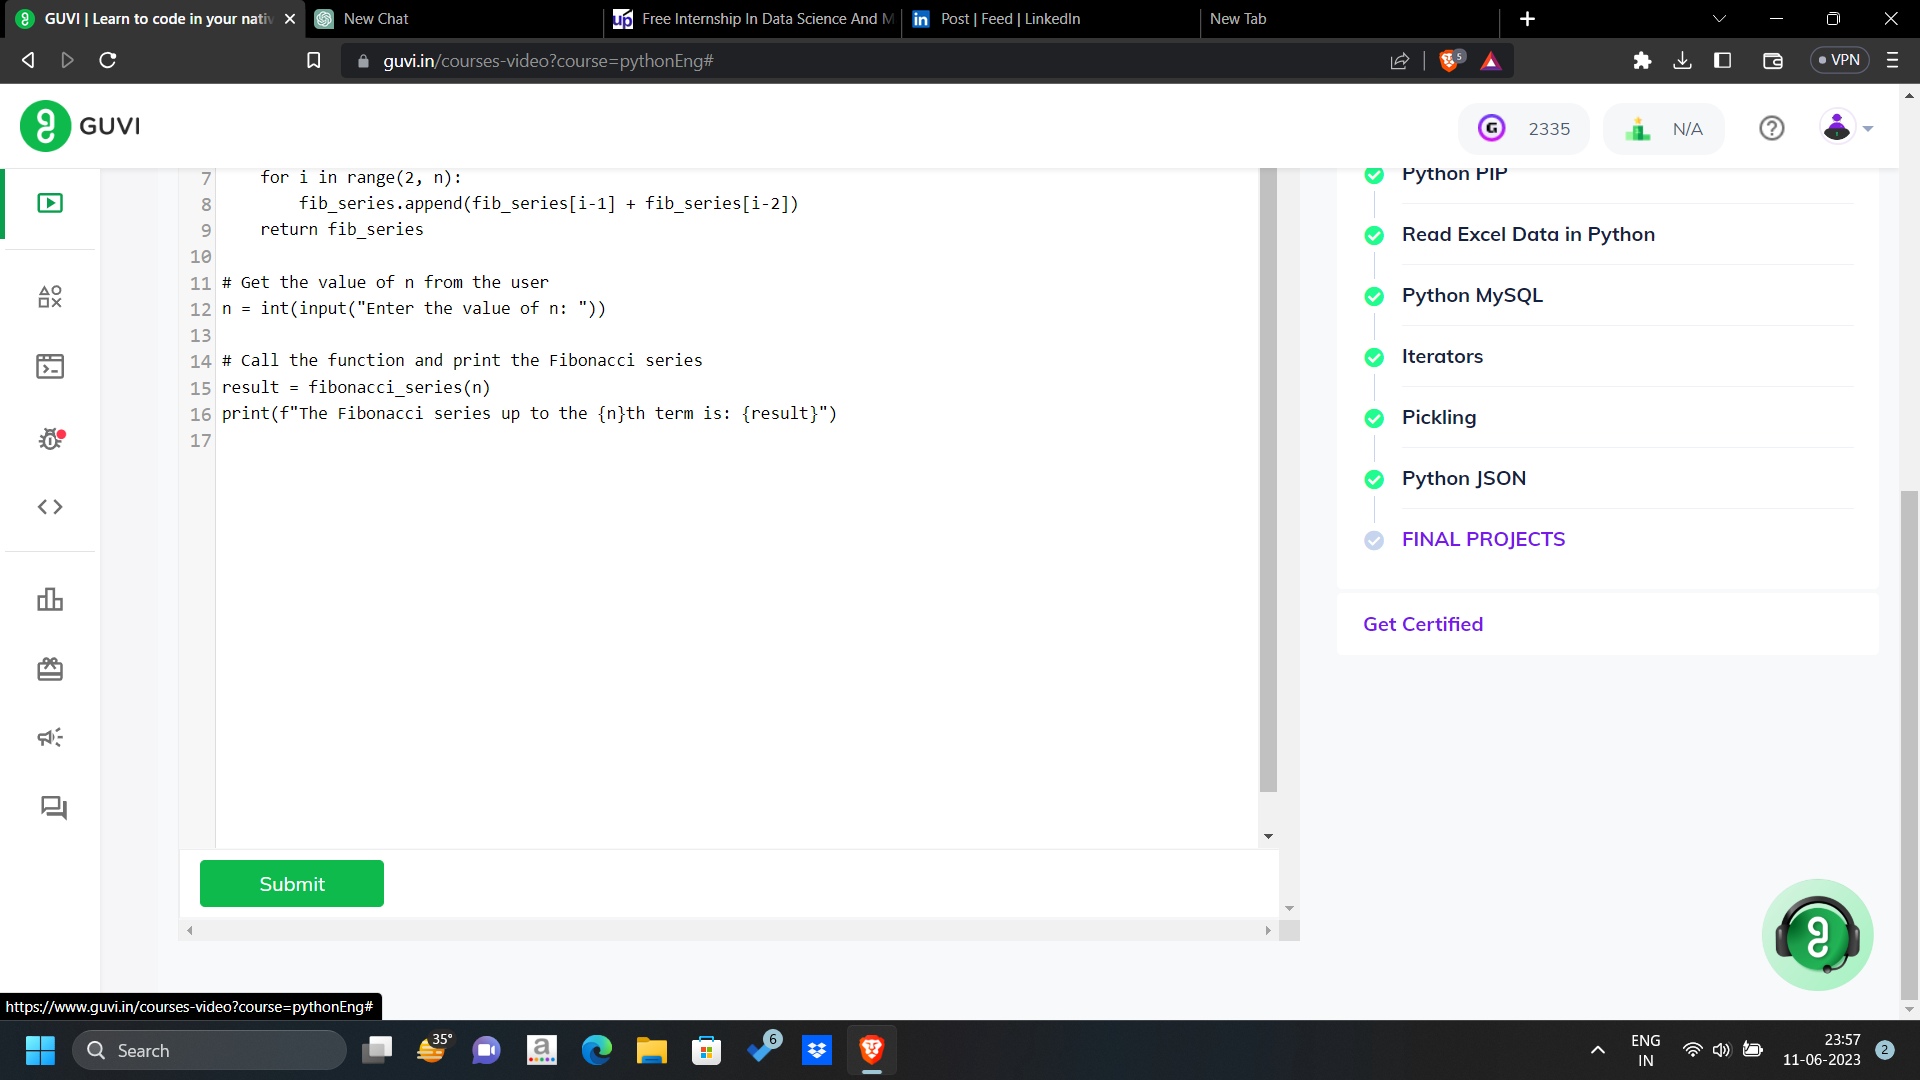 GUVI | Learn to code in your nativ
New Chat
Free Internship In Data Science And M
Post | Feed | LinkedIn
New Tab
guvi.in/courses-video?course=pythonEng#
5
VPN
GUVI
G 2335
N/A
7 for i in range(2, n):
8 fib_series.append(fib_series[i-1] + fib_series[i-2])
9 return fib_series
10
11 # Get the value of n from the user
12 n = int(input("Enter the value of n: "))
13
14 # Call the function and print the Fibonacci series
15 result = fibonacci_series(n)
16 print(f"The Fibonacci series up to the {n}th term is: {result}")
17
Submit
Python PIP
Read Excel Data in Python
Python MySQL
Iterators
Pickling
Python JSON
FINAL PROJECTS
Get Certified
https://www.guvi.in/courses-video?course=pythonEng#
Search
35°
a
6
ENG
IN
23:57
11-06-2023
2